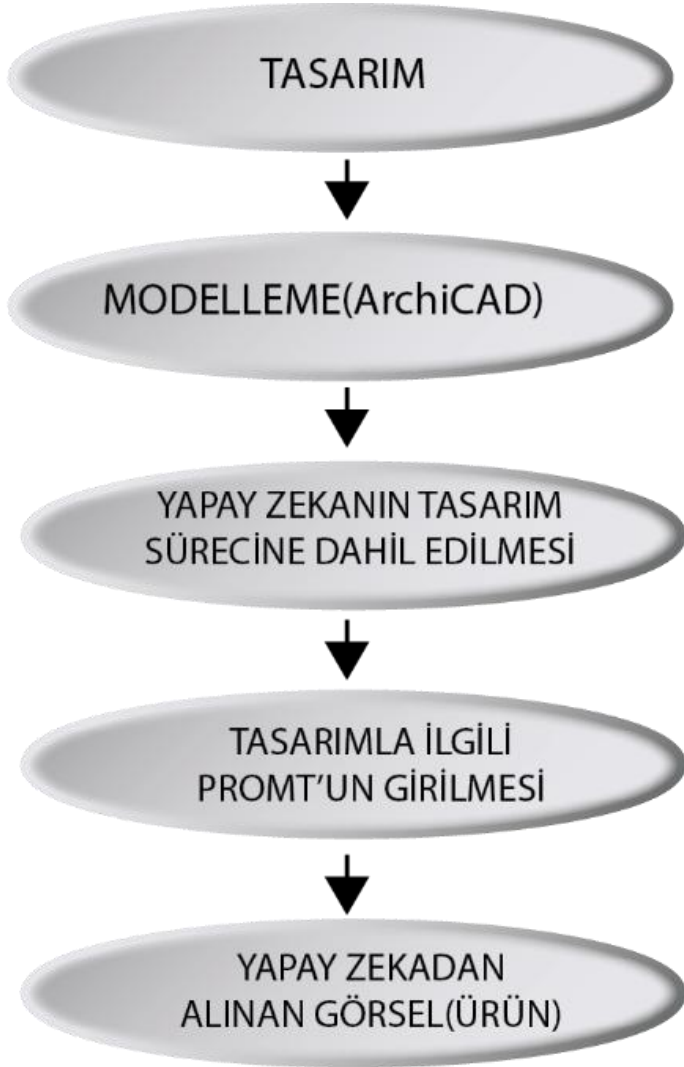 TASARIM
MODELLEME(ArchiCAD)
YAPAY ZEKANIN TASARIM
SÜRECİNE DAHİL EDİLMESİ
TASARIMLA İLGİLİ
PROMT'UN GİRİLMESİ
YAPAY ZEKADAN
ALINAN GÖRSEL(ÜRÜN)